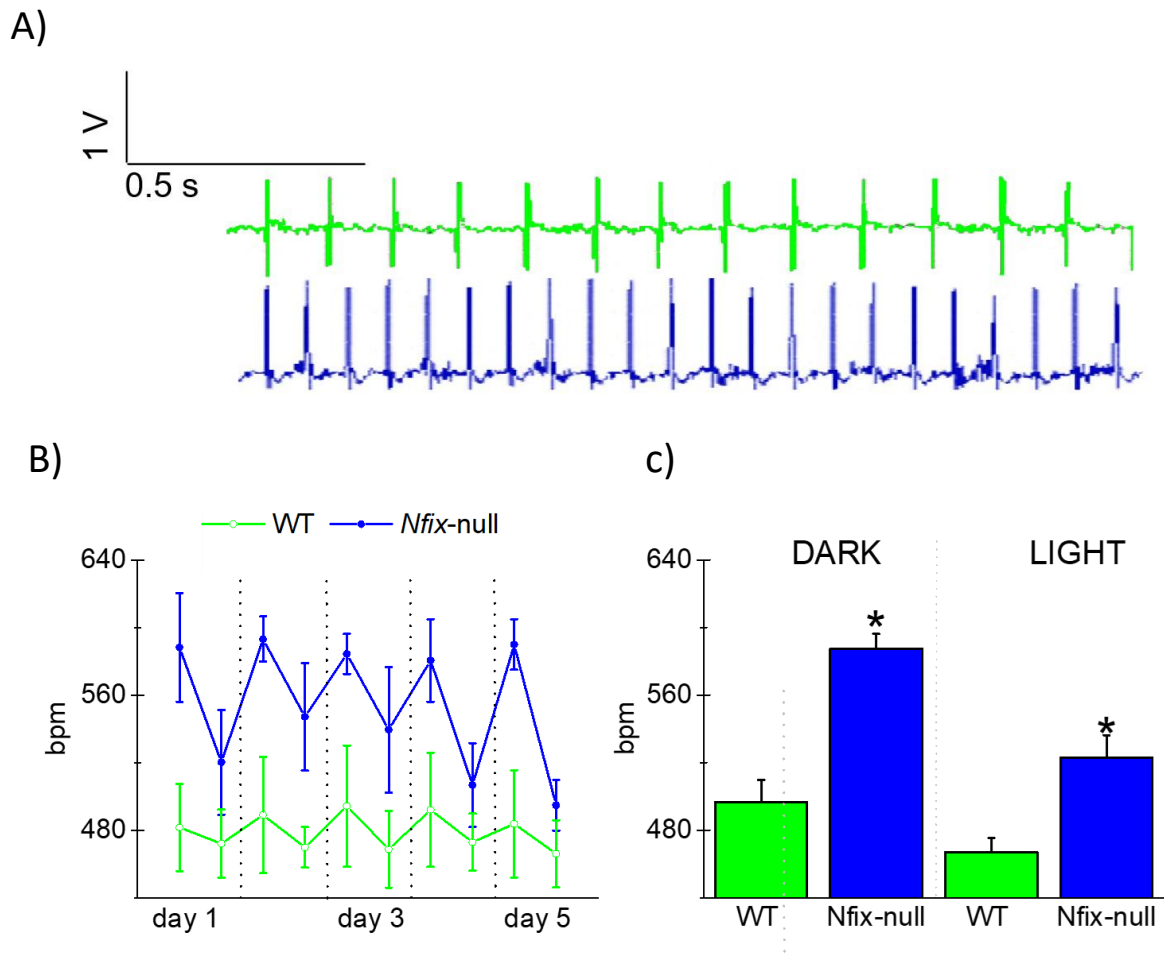 A)
1 V
0.5 s
B)
WT Nfix-null
640
560
480
bpm
day 1 day 3 day 5
c)
DARK LIGHT
640
560
480
bpm
* *
WT Nfix-null WT Nfix-null